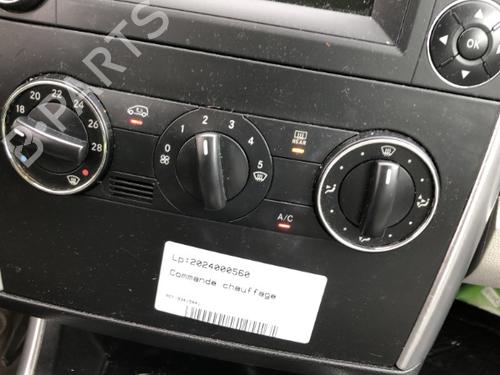 OK
18 20 22 24 26 28
0 1 2 3 4 5
REAR
A/C
Lp:2024000560
Commande chauffage
B-PARTS